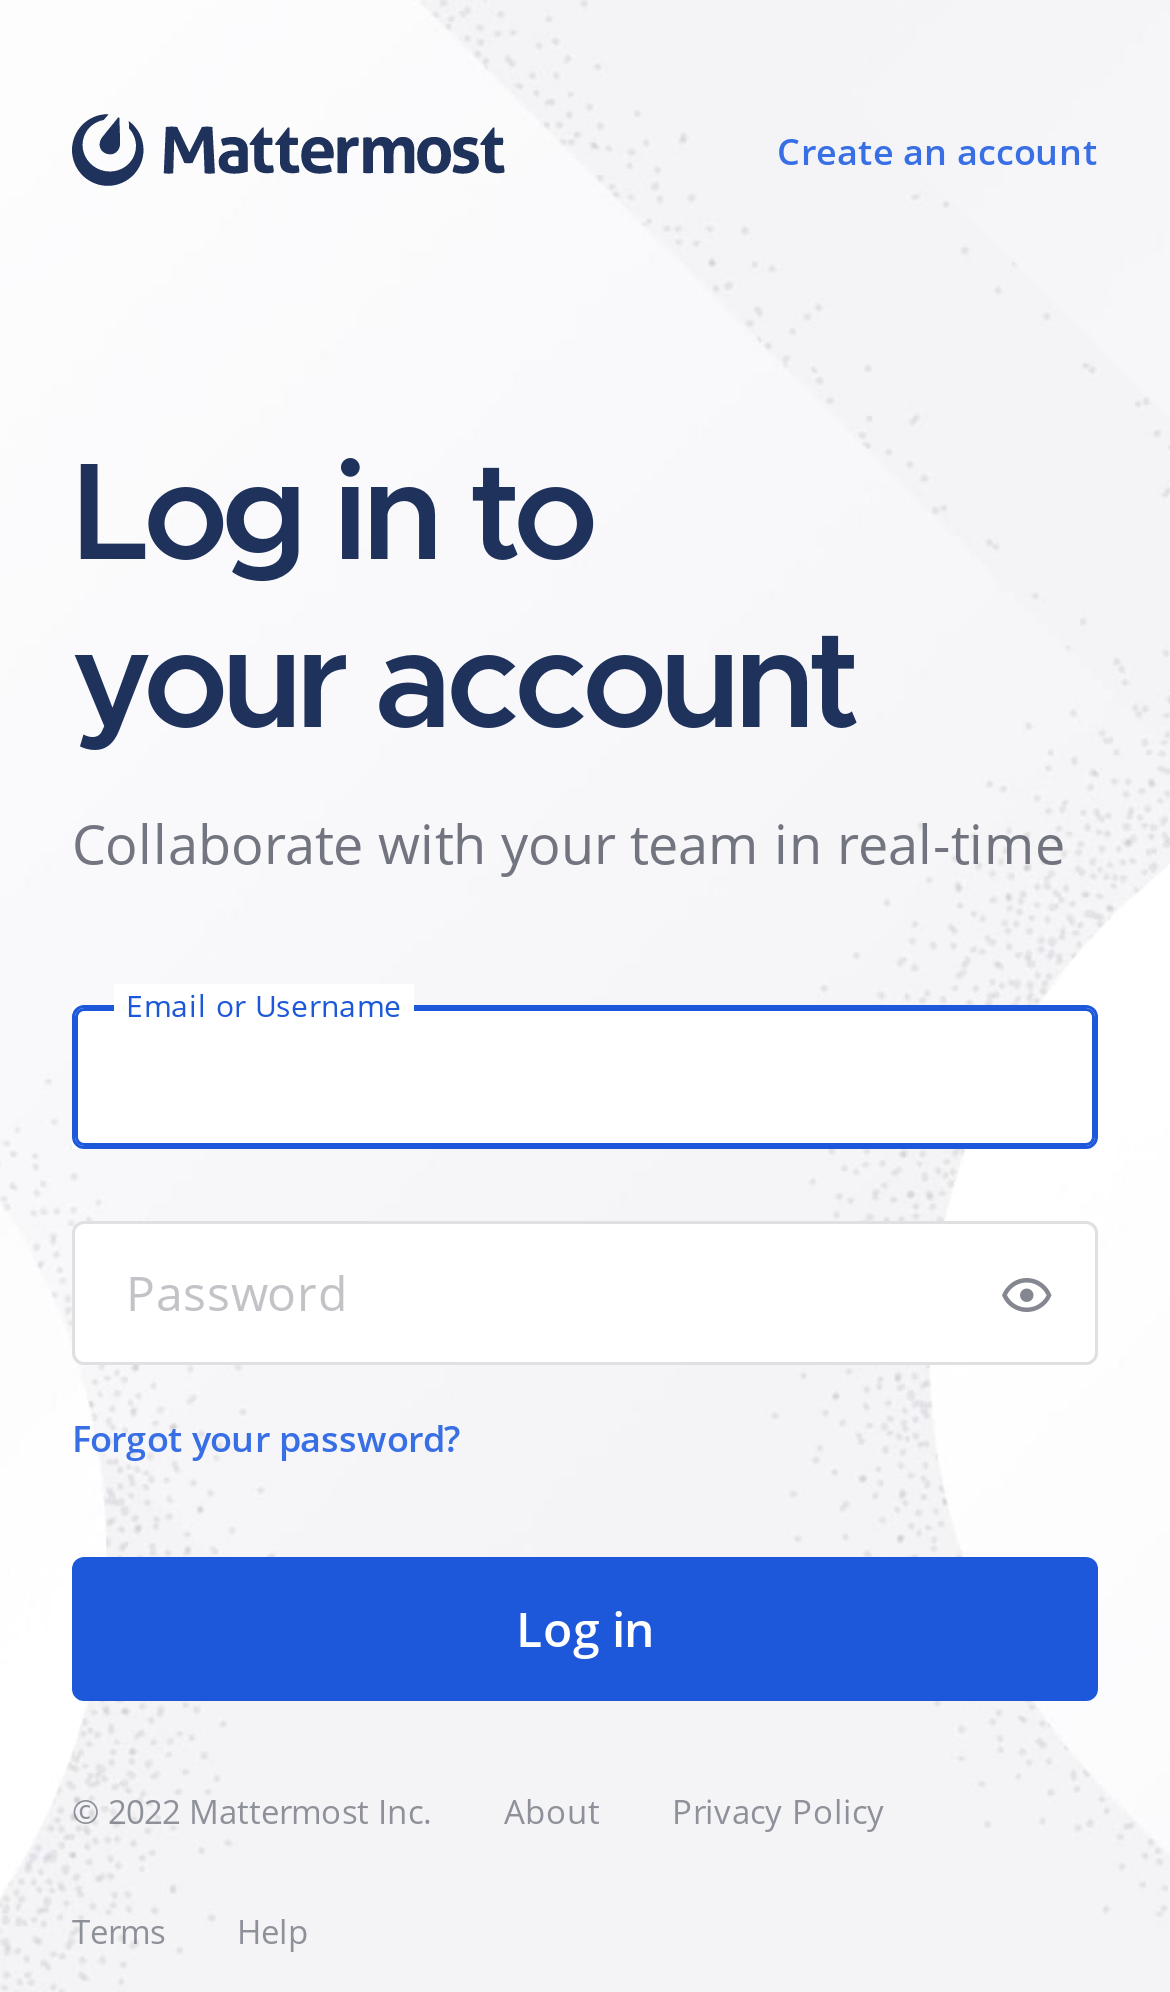 Mattermost
Create an account
Log in to
your account
Collaborate with your team in real-time
Email or Username
Password
Forgot your password?
Log in
© 2022 Mattermost Inc. About Privacy Policy
Terms Help